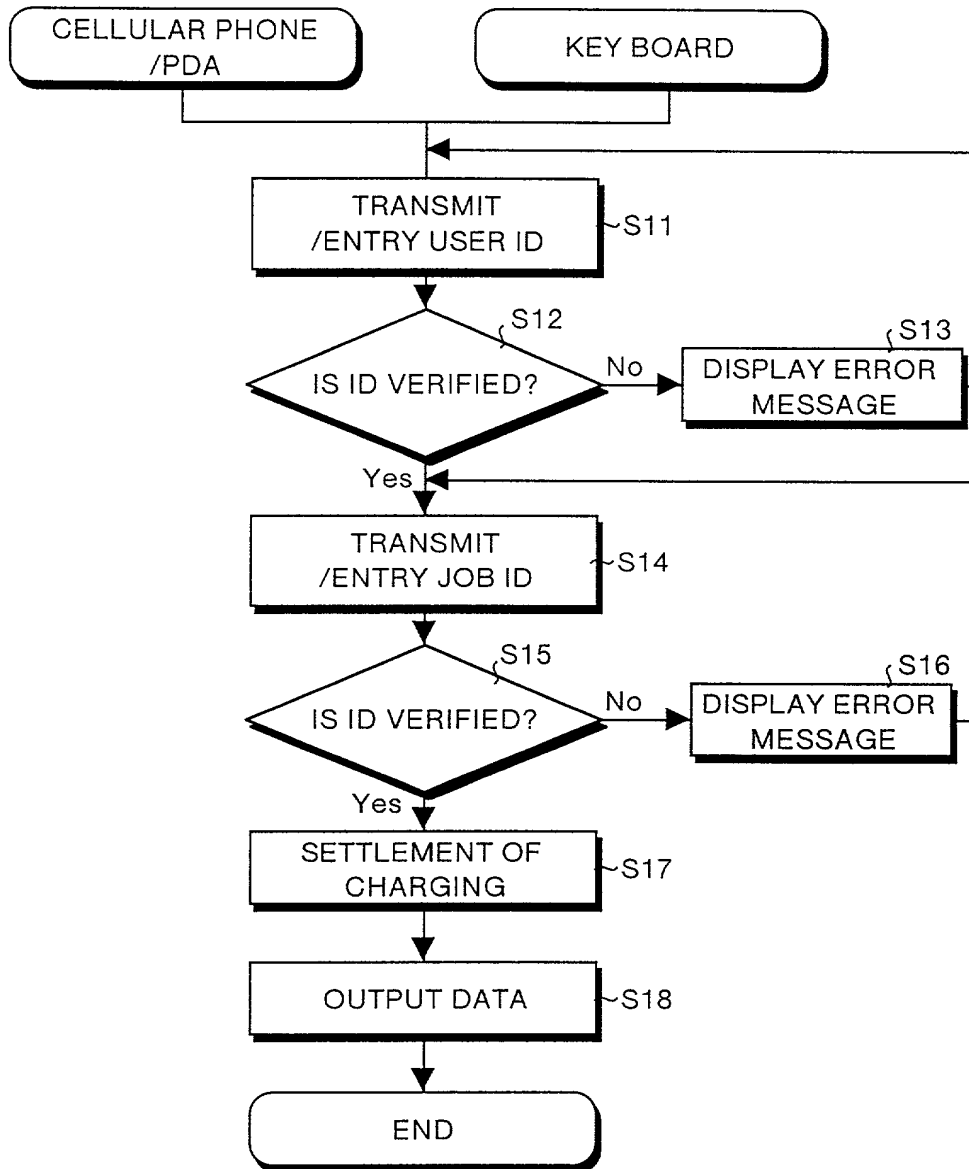 CELLULAR PHONE
/PDA
KEY BOARD
TRANSMIT
/ENTRY USER ID
S11
S12
IS ID VERIFIED?
No
S13
DISPLAY ERROR
MESSAGE
Yes
TRANSMIT
/ENTRY JOB ID
S14
S15
IS ID VERIFIED?
No
S16
DISPLAY ERROR
MESSAGE
Yes
SETTLEMENT OF
CHARGING
S17
OUTPUT DATA
S18
END